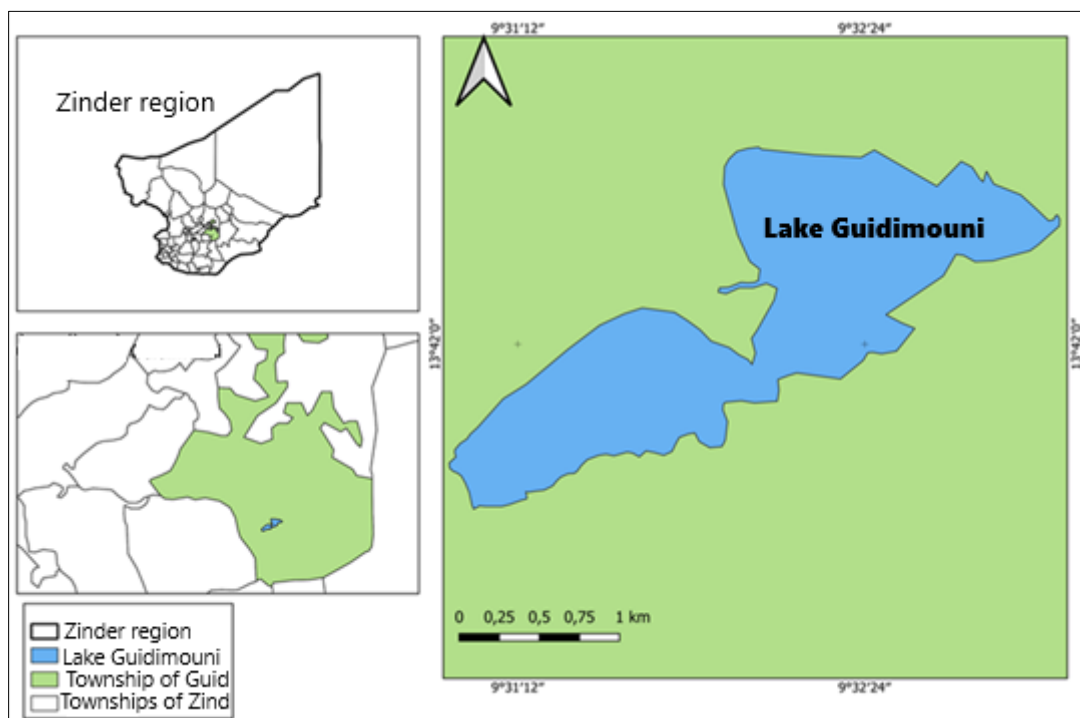 Zinder region
9°31′12″
9°32′24″
Lake Guidimouni
13°42′0″
13°42′0″
0 0,25 0,5 0,75 1 km
9°31′12″
9°32′24″
Zinder region
Lake Guidimouni
Township of Guid
Townships of Zind